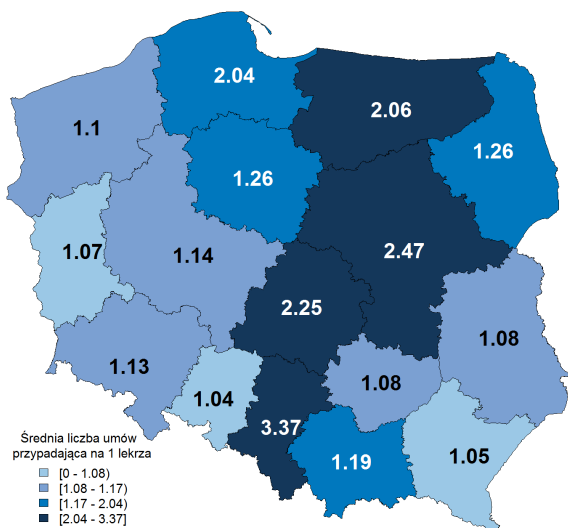 2.04
2.06
1.1
1.26
1.26
1.07
1.14
2.47
2.25
1.13
1.08
1.08
1.04
3.37
1.19
1.05
Średnia liczba umów
przypadająca na 1 lekrza
[0 - 1.08)
[1.08 - 1.17)
[1.17 - 2.04)
[2.04 - 3.37]